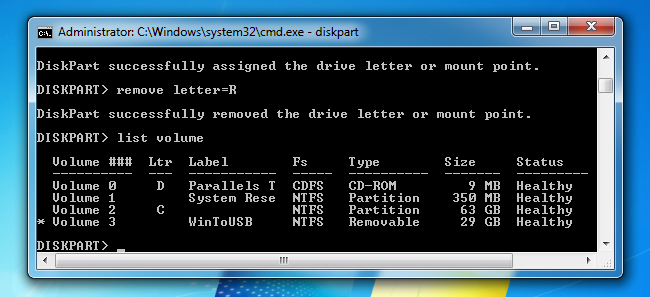 Administrator: C:\Windows\system32\cmd.exe - diskpart
DiskPart successfully assigned the drive letter or mount point.
DISKPART> remove letter=R
DiskPart successfully removed the drive letter or mount point.
DISKPART> list volume
Volume ### Ltr Label Fs Type Size Status
---------- --- ----------- ----- ---------- ------- ---------
Volume 0 D Parallels T CDFS CD-ROM 9 MB Healthy
Volume 1 System Rese NTFS Partition 350 MB Healthy
Volume 2 C NTFS Partition 63 GB Healthy
* Volume 3 WinToUSB NTFS Removable 29 GB Healthy
DISKPART> _